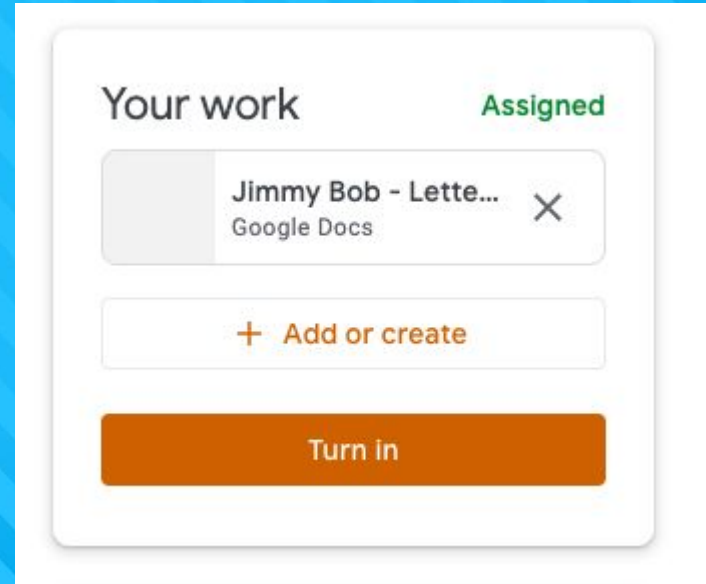 Your work
Assigned
Jimmy Bob - Lette...
Google Docs
+ Add or create
Turn in